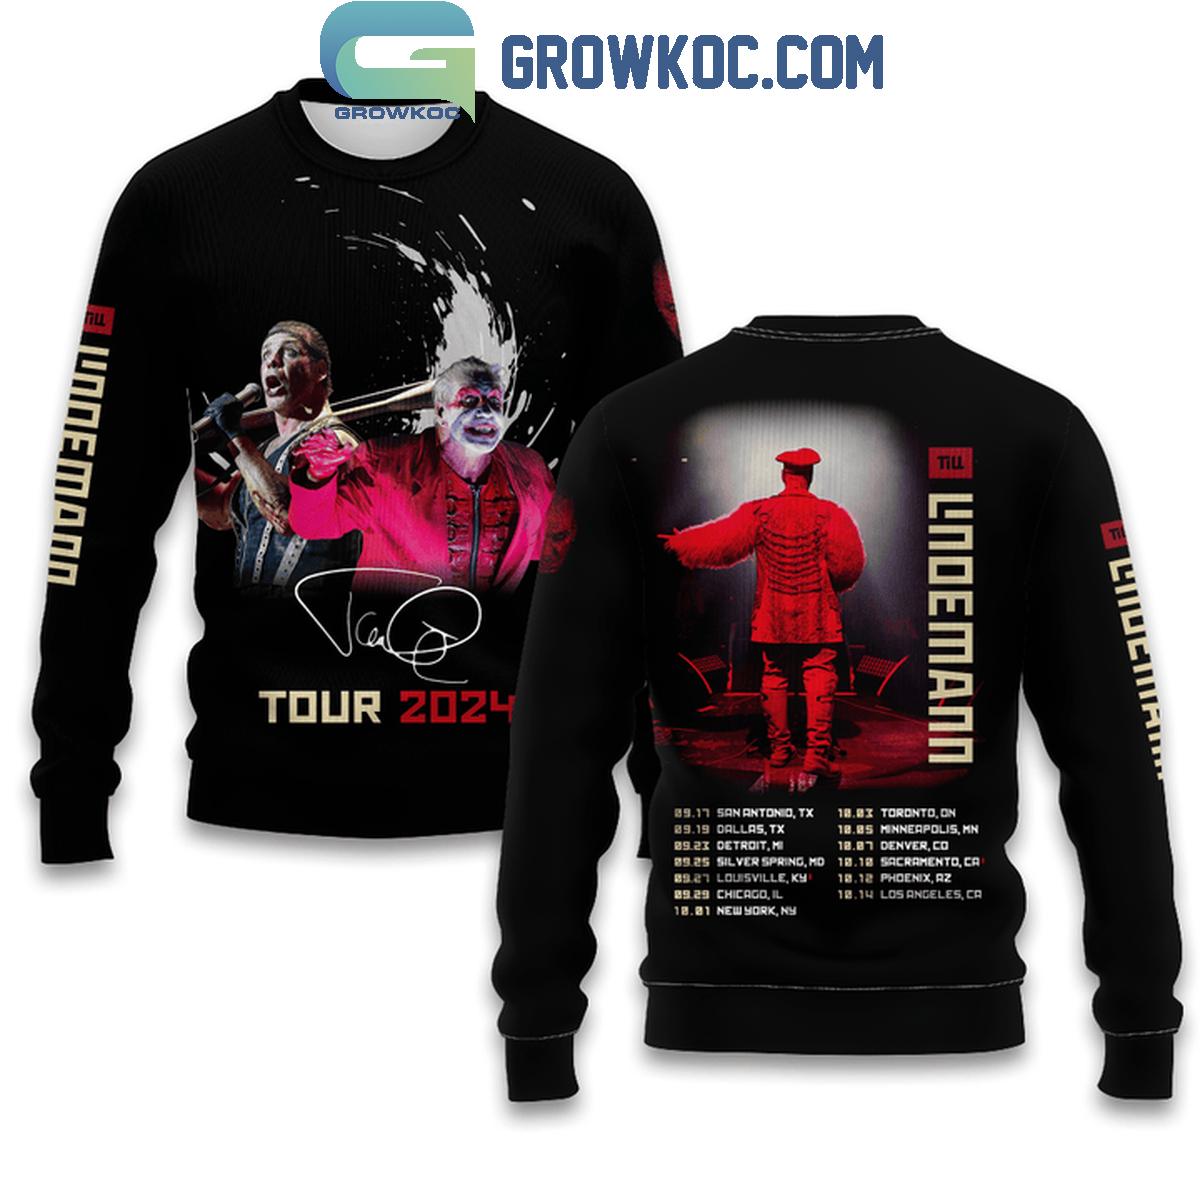 GROWKOC.COM
GROWKOC
TiLL
LINDEMANN
TOUR 2024
TiLL
LINDEMANN
TiLL
LINDEMANN
09.17 SAN ANTONIO, TX
09.19 DALLAS, TX
09.23 DETROIT, MI
09.25 SILVER SPRING, MD
09.27 LOUISVILLE, KY
09.29 CHICAGO, IL
10.01 NEW YORK, NY
10.03 TORONTO, ON
10.05 MINNEAPOLIS, MN
10.07 DENVER, CO
10.10 SACRAMENTO, CA
10.12 PHOENIX, AZ
10.14 LOS ANGELES, CA